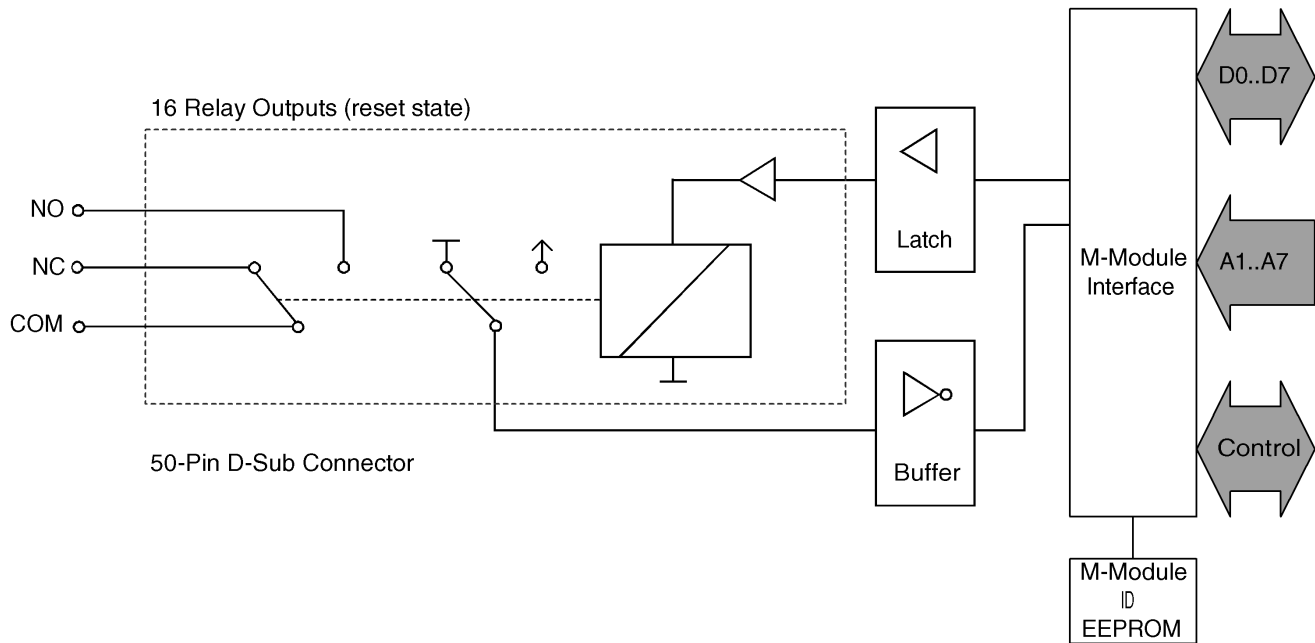 D0..D7
16 Relay Outputs (reset state)
NO
NC
COM
Latch
M-Module
Interface
A1..A7
50-Pin D-Sub Connector
Buffer
Control
M-Module
ID
EEPROM